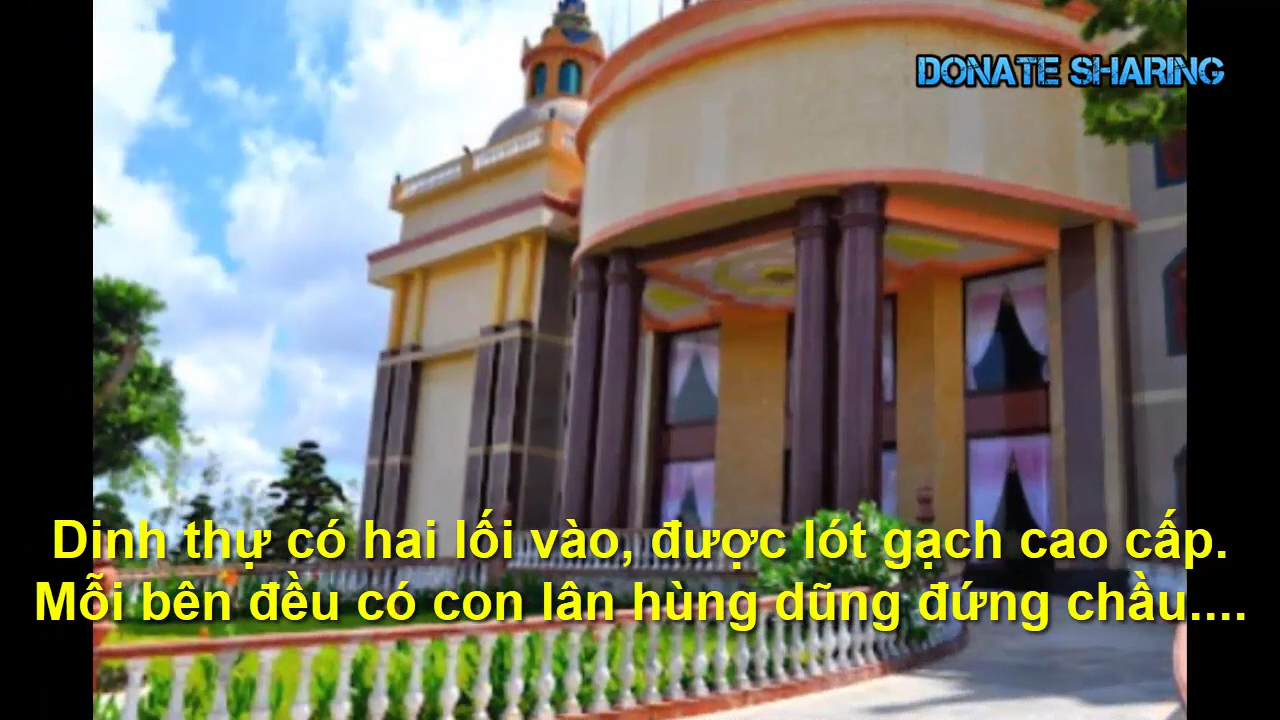 DONATE SHARING
Dinh thự có hai lối vào, được lót gạch cao cấp.
Mỗi bên đều có con lân hùng dũng đứng chầu....